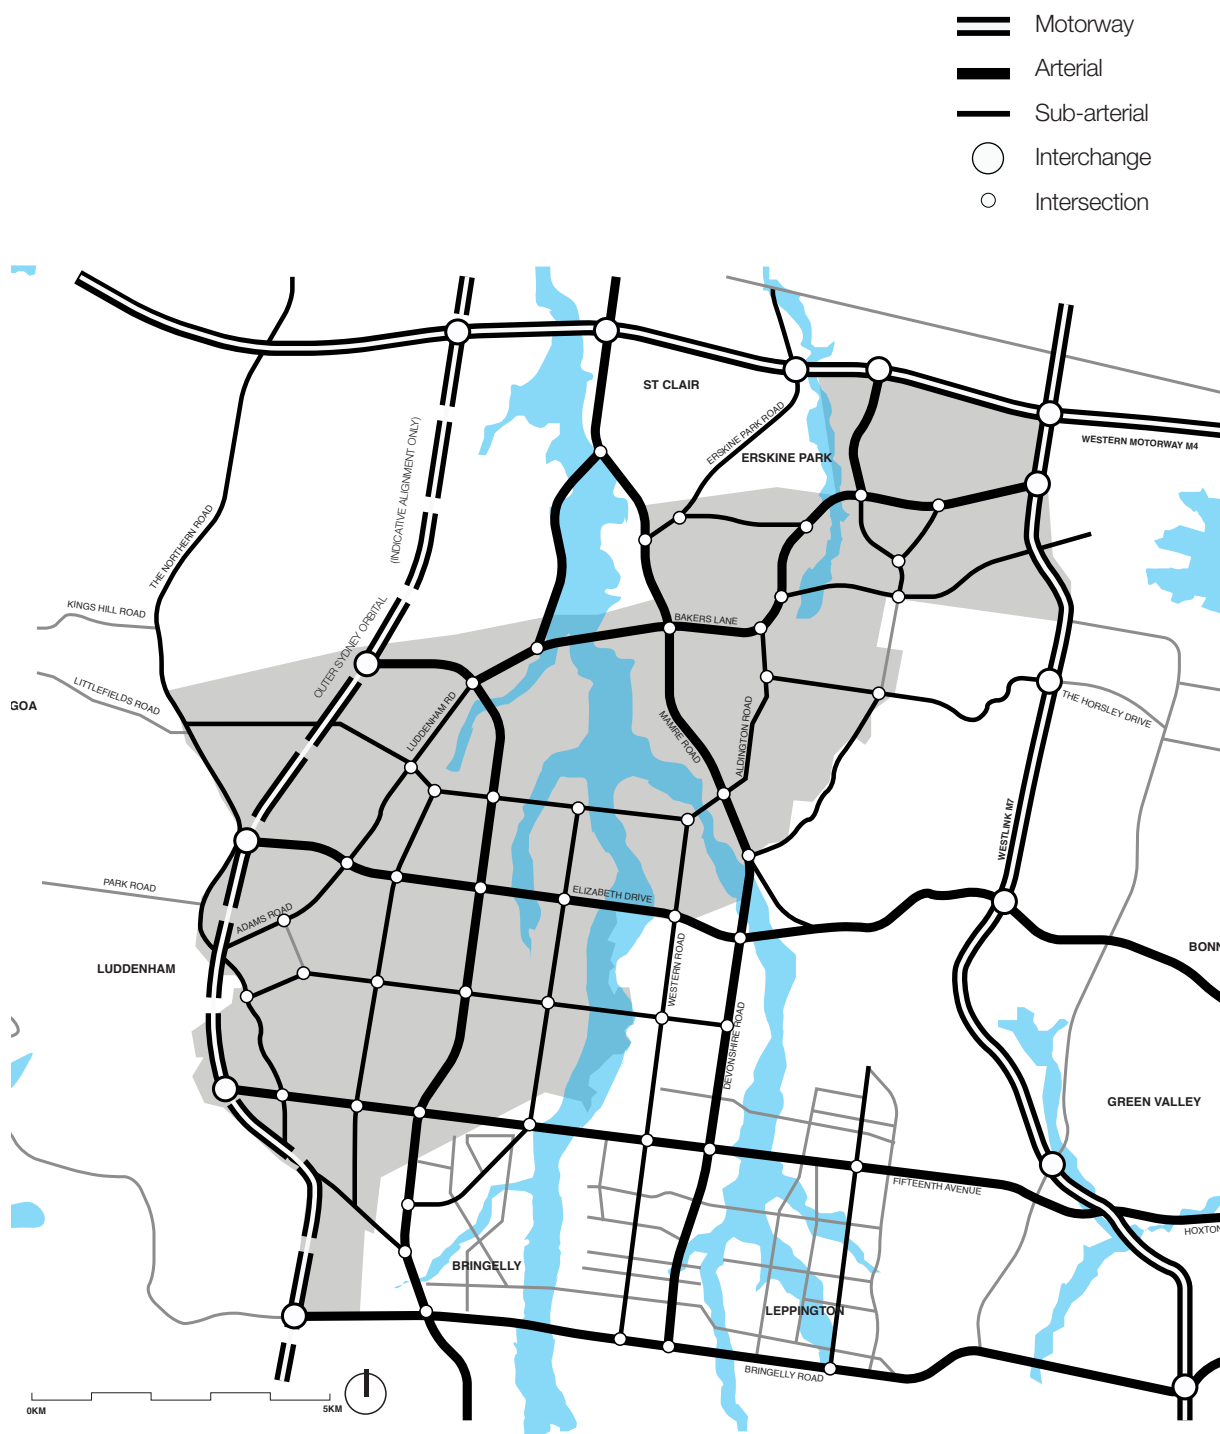 Motorway
Arterial
Sub-arterial
Interchange
Intersection
ST CLAIR
ERSKINE PARK ROAD
ERSKINE PARK
WESTERN MOTORWAY M4
(INDICATIVE ALIGNMENT ONLY)
THE NORTHERN ROAD
KINGS HILL ROAD
OUTER SYDNEY ORBITAL
BAKERS LANE
LITTLEFIELDS ROAD
GOA
LUDDENHAM RD
MAMRE ROAD
ALDINGTON ROAD
THE HORSLEY DRIVE
WESTLINK M7
PARK ROAD
ELIZABETH DRIVE
ADAMS ROAD
LUDDENHAM
WESTERN ROAD
BONN
DEVONSHIRE ROAD
GREEN VALLEY
FIFTEENTH AVENUE
HOXTON
BRINGELLY
LEPPINGTON
BRINGELLY ROAD
0KM
5KM